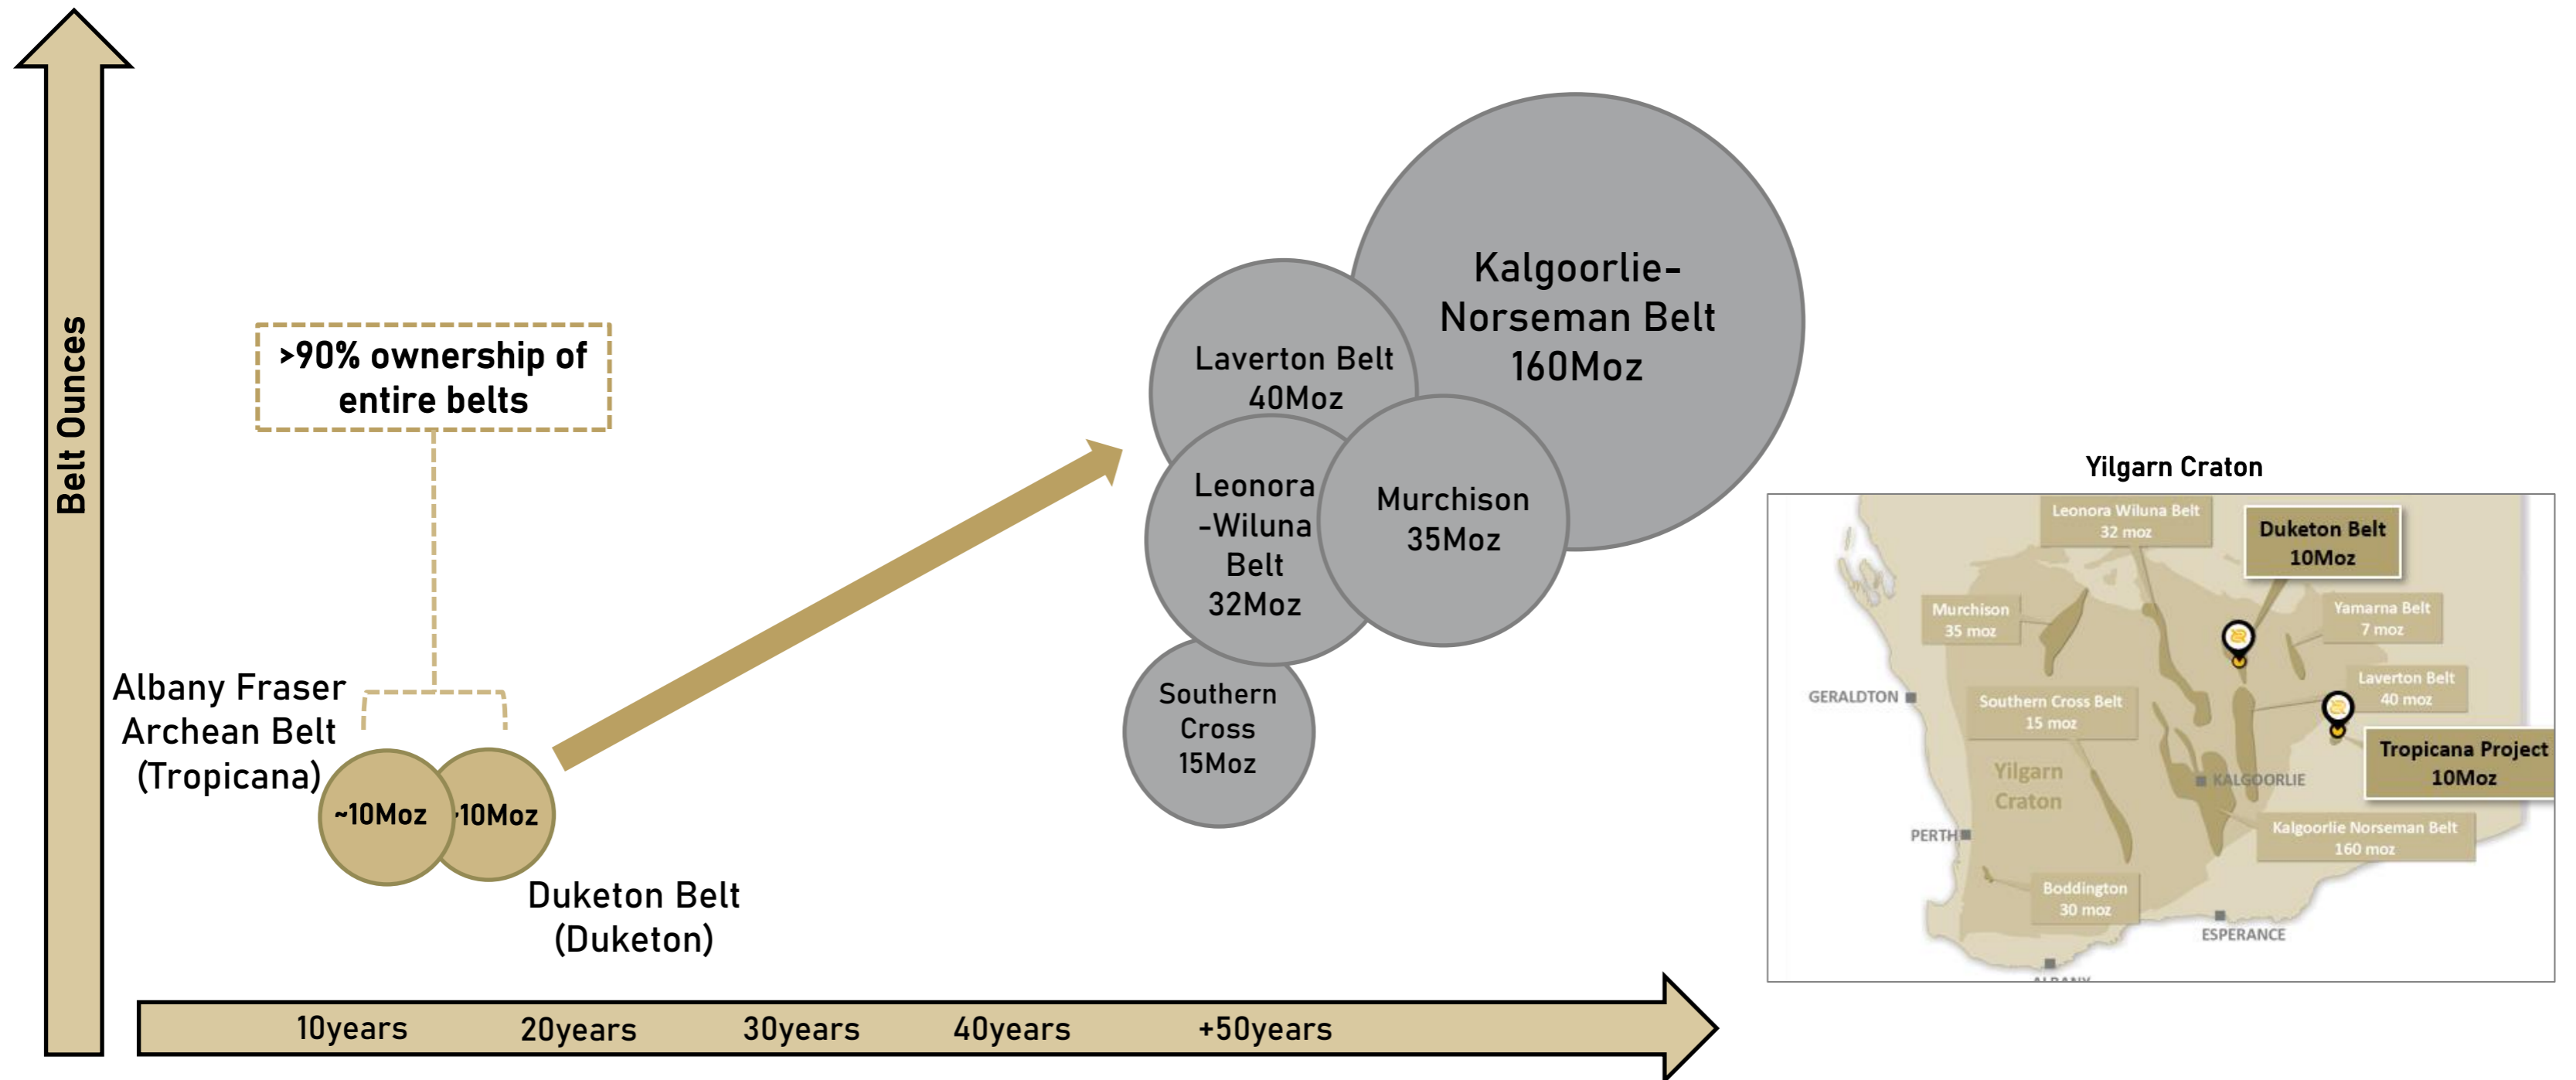 Belt Ounces
>90% ownership of
entire belts
Albany Fraser
Archean Belt
(Tropicana)
~10Moz
10Moz
Duketon Belt
(Duketon)
Kalgoorlie-
Norseman Belt
160Moz
Laverton Belt
40Moz
Leonora
-Wiluna
Belt
32Moz
Murchison
35Moz
Southern
Cross
15Moz
10years
20years
30years
40years
+50years
Yilgarn Craton
Leonora Wiluna Belt
32 moz
Duketon Belt
10Moz
Murchison
35 moz
Yamarna Belt
7 moz
GERALDTON
Southern Cross Belt
15 moz
Laverton Belt
40 moz
Tropicana Project
10Moz
Yilgarn
Craton
KALGOORLIE
PERTH
Kalgoorlie Norseman Belt
160 moz
Boddington
30 moz
ESPERANCE